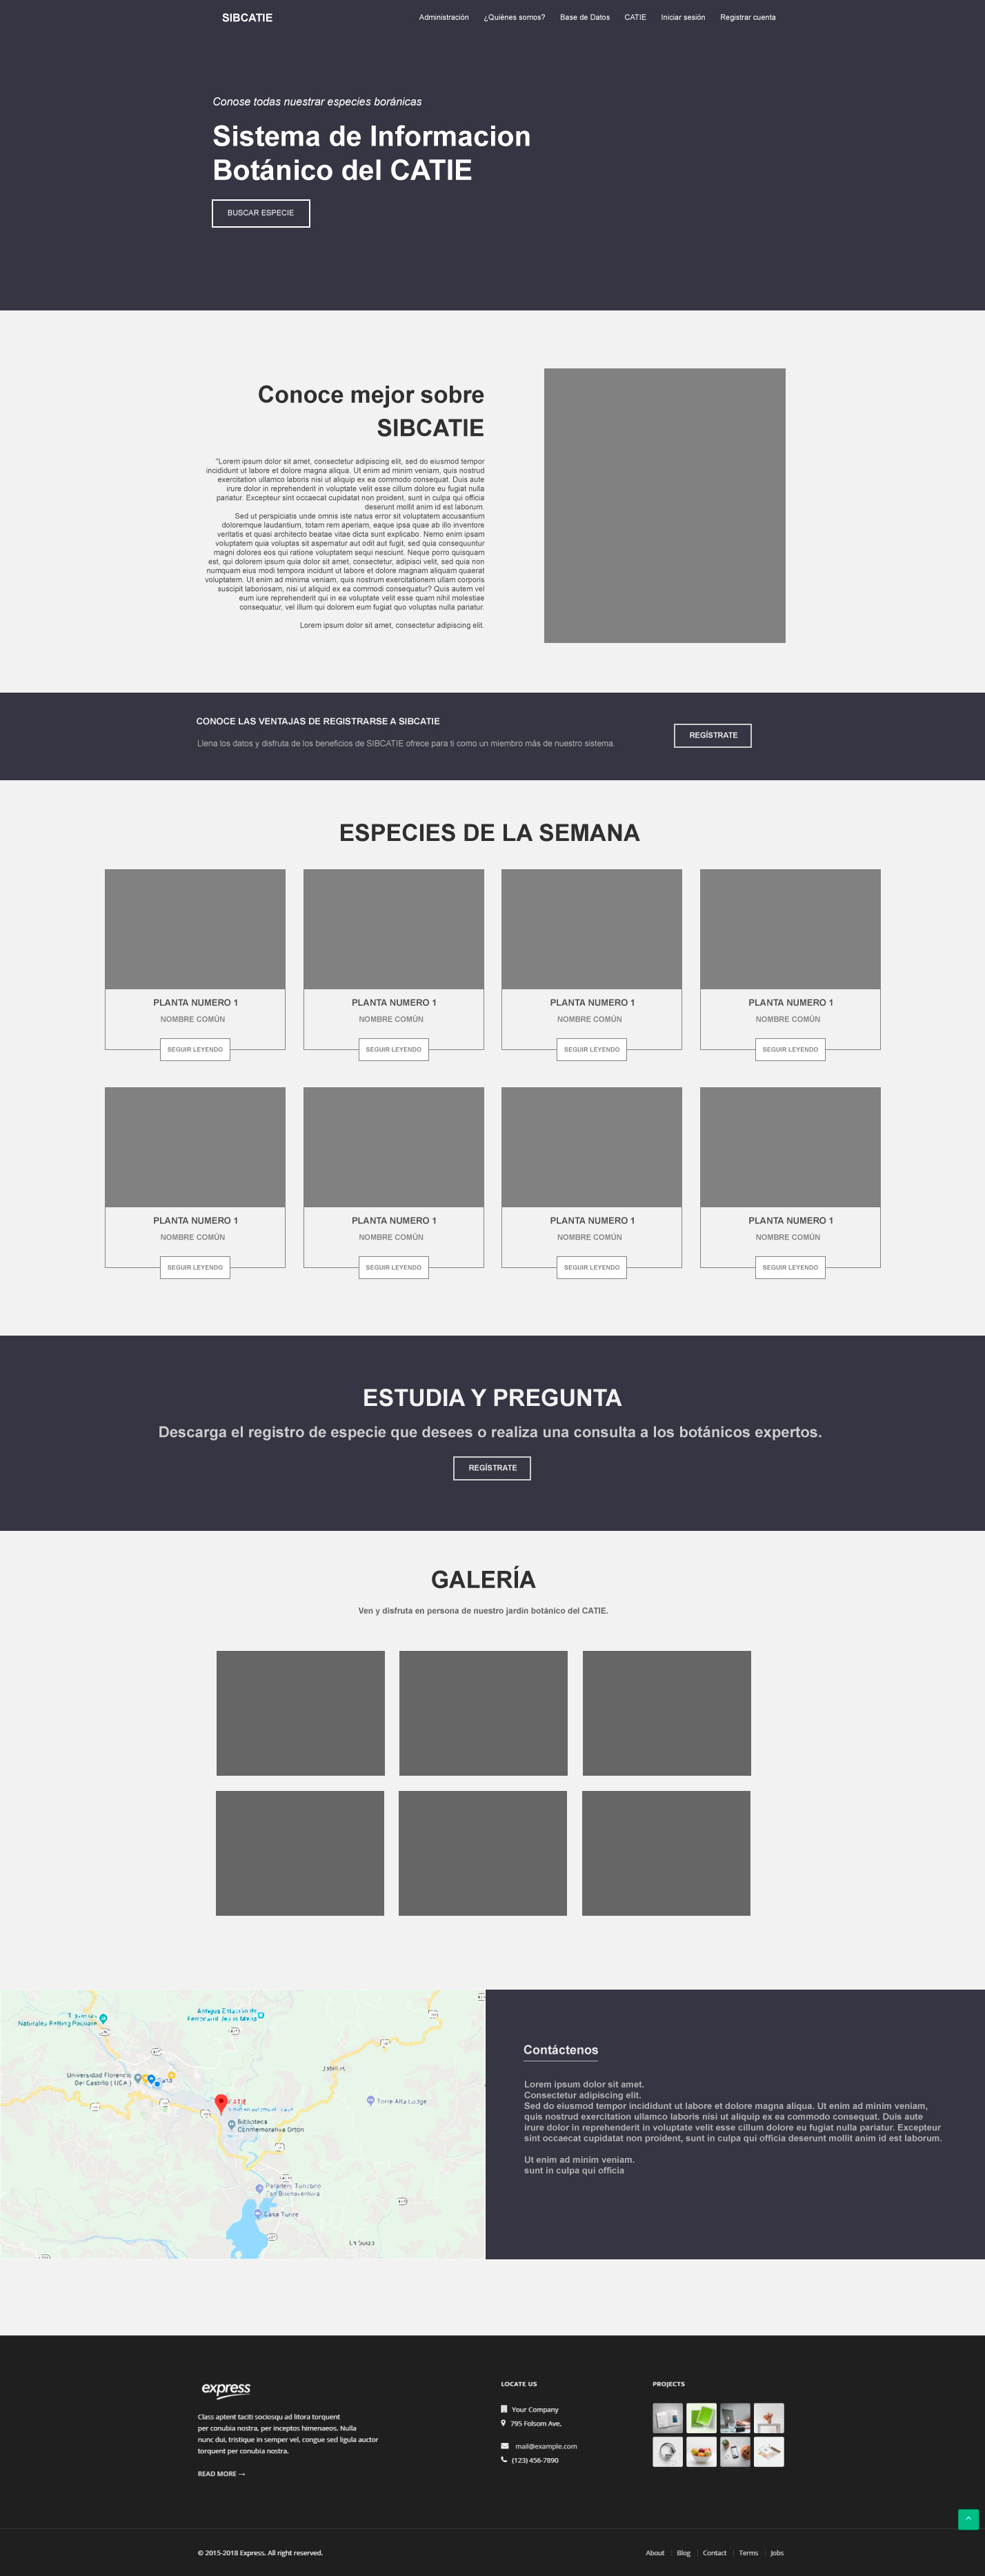 SIBCATIE
Administración ¿Quiénes somos? Base de Datos CATIE Iniciar sesión Registrar cuenta
Conose todas nuestrar especies boránicas
Sistema de Informacion
Botánico del CATIE
BUSCAR ESPECIE
Conoce mejor sobre
SIBCATIE
"Lorem ipsum dolor sit amet, consectetur adipiscing elit, sed do eiusmod tempor
incididunt ut labore et dolore magna aliqua. Ut enim ad minim veniam, quis nostrud
exercitation ullamco laboris nisi ut aliquip ex ea commodo consequat. Duis aute
irure dolor in reprehenderit in voluptate velit esse cillum dolore eu fugiat nulla
pariatur. Excepteur sint occaecat cupidatat non proident, sunt in culpa qui officia
deserunt mollit anim id est laborum.
Sed ut perspiciatis unde omnis iste natus error sit voluptatem accusantium
doloremque laudantium, totam rem aperiam, eaque ipsa quae ab illo inventore
veritatis et quasi architecto beatae vitae dicta sunt explicabo. Nemo enim ipsam
voluptatem quia voluptas sit aspernatur aut odit aut fugit, sed quia consequuntur
magni dolores eos qui ratione voluptatem sequi nesciunt. Neque porro quisquam
est, qui dolorem ipsum quia dolor sit amet, consectetur, adipisci velit, sed quia non
numquam eius modi tempora incidunt ut labore et dolore magnam aliquam quaerat
voluptatem. Ut enim ad minima veniam, quis nostrum exercitationem ullam corporis
suscipit laboriosam, nisi ut aliquid ex ea commodi consequatur? Quis autem vel
eum iure reprehenderit qui in ea voluptate velit esse quam nihil molestiae
consequatur, vel illum qui dolorem eum fugiat quo voluptas nulla pariatur.
Lorem ipsum dolor sit amet, consectetur adipiscing elit.
CONOCE LAS VENTAJAS DE REGISTRARSE A SIBCATIE
Llena los datos y disfruta de los beneficios de SIBCATIE ofrece para ti como un miembro más de nuestro sistema.
REGÍSTRATE
ESPECIES DE LA SEMANA
PLANTA NUMERO 1 PLANTA NUMERO 1 PLANTA NUMERO 1 PLANTA NUMERO 1
NOMBRE COMÚN NOMBRE COMÚN NOMBRE COMÚN NOMBRE COMÚN
SEGUIR LEYENDO SEGUIR LEYENDO SEGUIR LEYENDO SEGUIR LEYENDO
PLANTA NUMERO 1 PLANTA NUMERO 1 PLANTA NUMERO 1 PLANTA NUMERO 1
NOMBRE COMÚN NOMBRE COMÚN NOMBRE COMÚN NOMBRE COMÚN
SEGUIR LEYENDO SEGUIR LEYENDO SEGUIR LEYENDO SEGUIR LEYENDO
ESTUDIA Y PREGUNTA
Descarga el registro de especie que desees o realiza una consulta a los botánicos expertos.
REGÍSTRATE
GALERÍA
Ven y disfruta en persona de nuestro jardin botánico del CATIE.
Antigua Estación de
Universidad Florencio
Del Castillo ( UCA )
CATIE
Torre Alta Lodge
Biblioteca
Conmemorativa Orton
Casa Turire
La Suiza
Contáctenos
Lorem ipsum dolor sit amet.
Consectetur adipiscing elit.
Sed do eiusmod tempor incididunt ut labore et dolore magna aliqua. Ut enim ad minim veniam,
quis nostrud exercitation ullamco laboris nisi ut aliquip ex ea commodo consequat. Duis aute
irure dolor in reprehenderit in voluptate velit esse cillum dolore eu fugiat nulla pariatur. Excepteur
sint occaecat cupidatat non proident, sunt in culpa qui officia deserunt mollit anim id est laborum.
Ut enim ad minim veniam.
sunt in culpa qui officia
express
Class aptent taciti sociosqu ad litora torquent
per conubia nostra, per inceptos himenaeos. Nulla
nunc dui, tristique in semper vel, congue sed ligula auctor
torquent per conubia nostra.
READ MORE →
LOCATE US
Your Company
795 Folsom Ave,
mail@example.com
(123) 456-7890
PROJECTS
© 2015-2018 Express. All right reserved.
About | Blog | Contact | Terms | Jobs